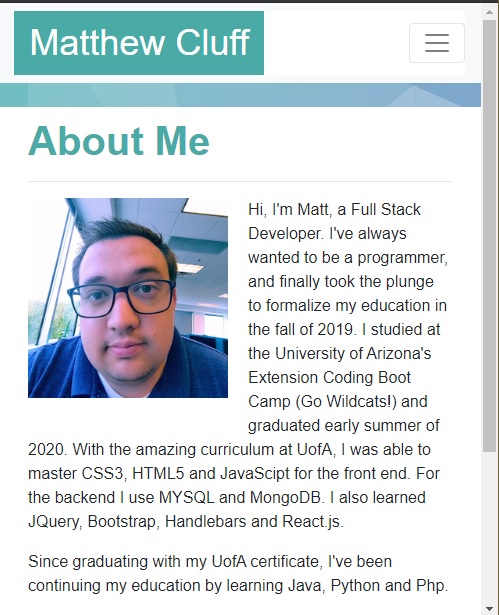 Matthew Cluff
About Me
Hi, I'm Matt, a Full Stack
Developer. I've always
wanted to be a programmer,
and finally took the plunge
to formalize my education in
the fall of 2019. I studied at
the University of Arizona's
Extension Coding Boot
Camp (Go Wildcats!) and
graduated early summer of
2020. With the amazing curriculum at UofA, I was able to
master CSS3, HTML5 and JavaScipt for the front end. For
the backend I use MYSQL and MongoDB. I also learned
JQuery, Bootstrap, Handlebars and React.js.
Since graduating with my UofA certificate, I've been
continuing my education by learning Java, Python and Php.